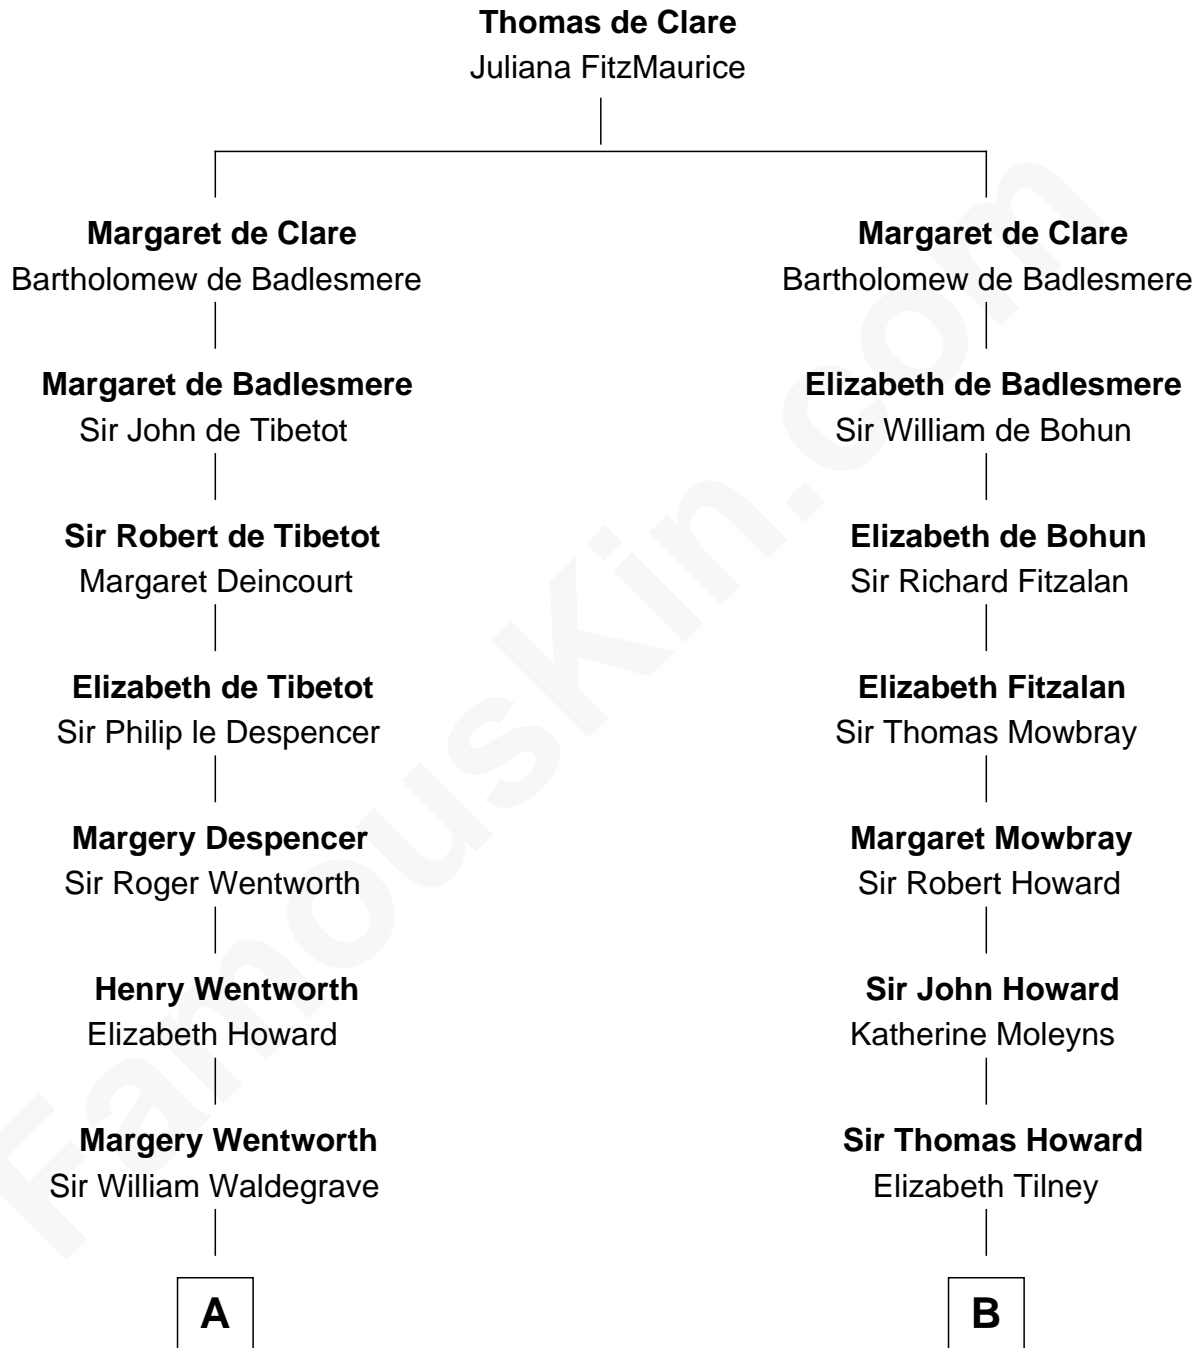 Thomas de Clare
Juliana FitzMaurice
Margaret de Clare
Bartholomew de Badlesmere
Margaret de Badlesmere
Sir John de Tibetot
Sir Robert de Tibetot
Margaret Deincourt
Elizabeth de Tibetot
Sir Philip le Despencer
Margery Despencer
Sir Roger Wentworth
Henry Wentworth
Elizabeth Howard
Margery Wentworth
Sir William Waldegrave
A
Margaret de Clare
Bartholomew de Badlesmere
Elizabeth de Badlesmere
Sir William de Bohun
Elizabeth de Bohun
Sir Richard Fitzalan
Elizabeth Fitzalan
Sir Thomas Mowbray
Margaret Mowbray
Sir Robert Howard
Sir John Howard
Katherine Moleyns
Sir Thomas Howard
Elizabeth Tilney
B
FamousKin.com